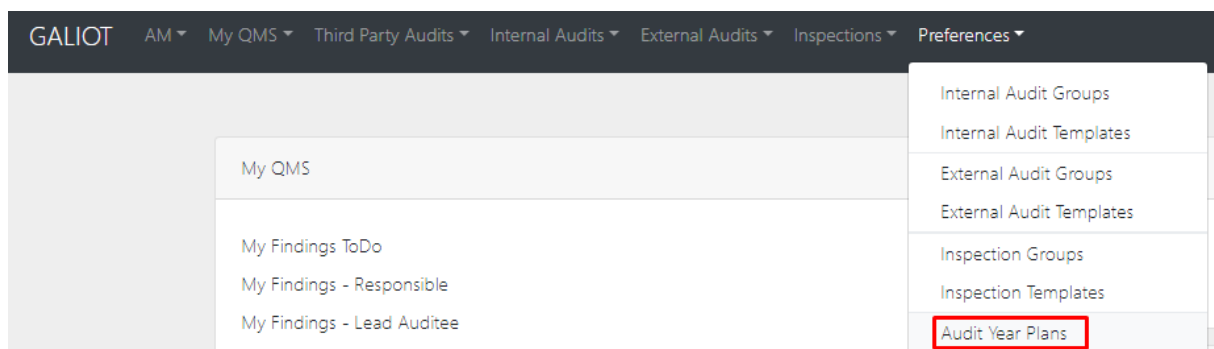 GALIOT AM My QMS Third Party Audits Internal Audits External Audits Inspections Preferences
Internal Audit Groups
Internal Audit Templates
My QMS
External Audit Groups
External Audit Templates
My Findings ToDo
Inspection Groups
My Findings - Responsible
Inspection Templates
My Findings - Lead Auditee
Audit Year Plans